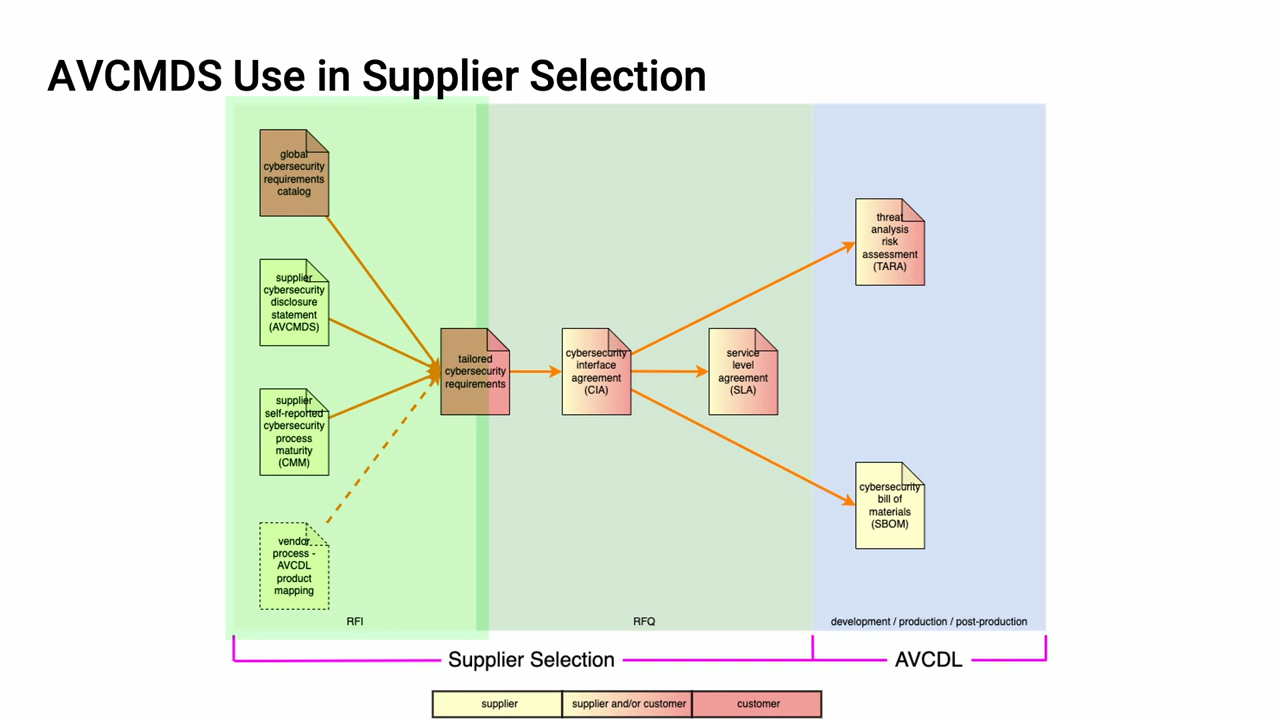 AVCMDS Use in Supplier Selection
global
cybersecurity
requirements
catalog
supplier
cybersecurity
disclosure
statement
(AVCMDS)
supplier
self-reported
cybersecurity
process
maturity
(CMM)
vendor
process -
AVCDL
product
mapping
tailored
cybersecurity
requirements
cybersecurity
interface
agreement
(CIA)
service
level
agreement
(SLA)
threat
analysis
risk
assessment
(TARA)
cybersecurity
bill of
materials
(SBOM)
RFI
RFQ
development / production / post-production
Supplier Selection
AVCDL
supplier
supplier and/or customer
customer